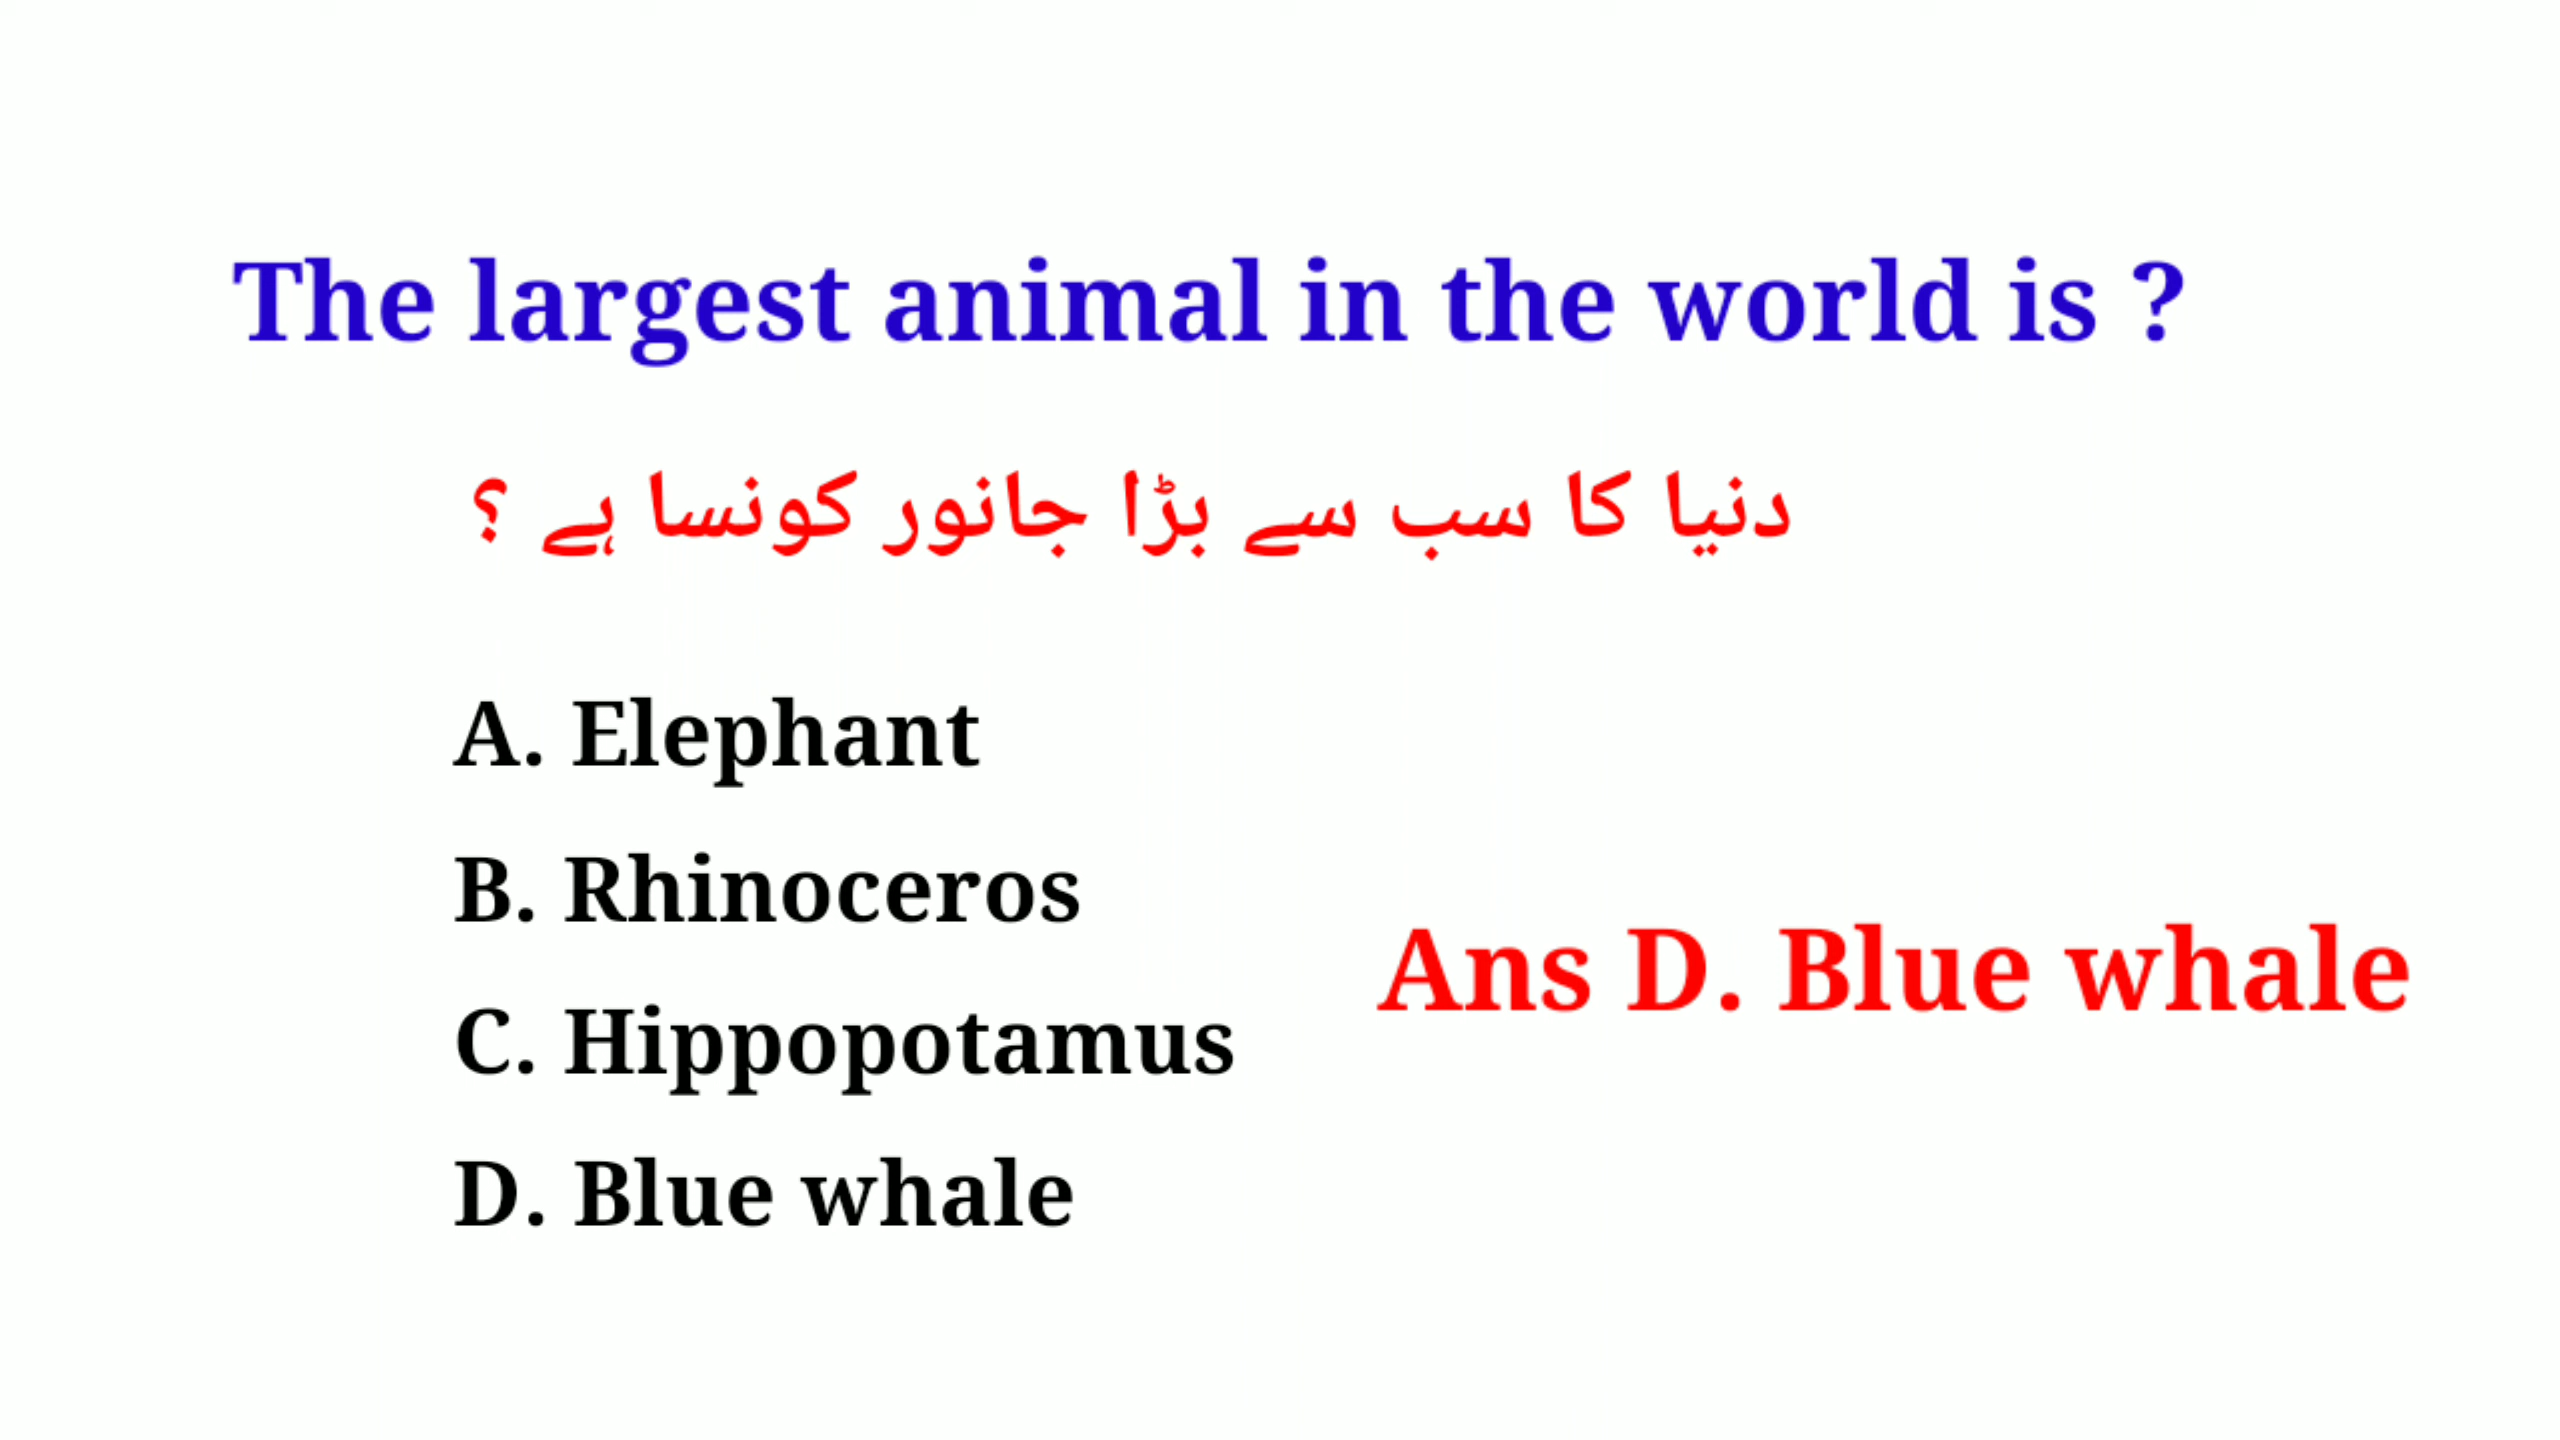 The largest animal in the world is ?
دنیا کا سب سے بڑا جانور کونسا ہے ؟
A. Elephant
B. Rhinoceros
C. Hippopotamus
D. Blue whale
Ans D. Blue whale